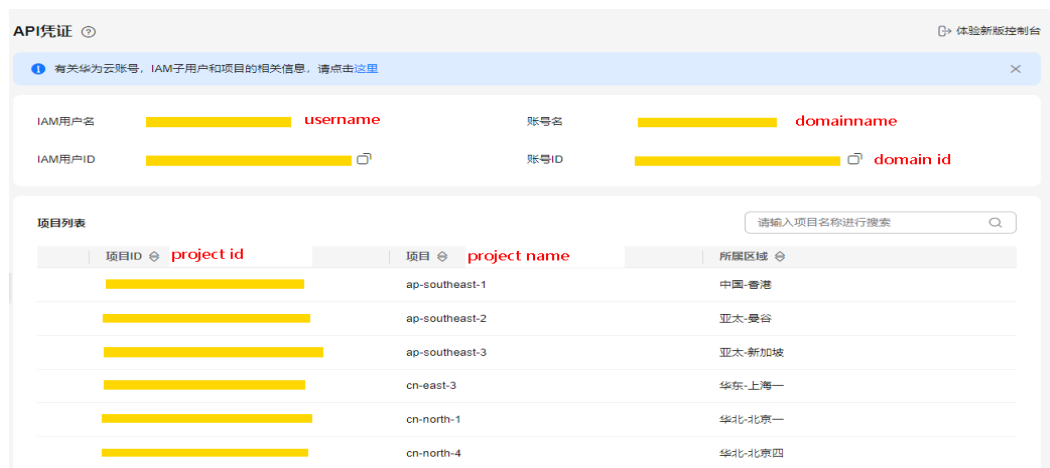 API凭证
体验新版控制台
有关华为云账号，IAM子用户和项目的相关信息，请点击这里
IAM用户名 username 账号名 domainname
IAM用户ID 账号ID domain id
项目列表 请输入项目名称进行搜索
项目ID project id 项目 project name 所属区域
ap-southeast-1 中国-香港
ap-southeast-2 亚太-曼谷
ap-southeast-3 亚太-新加坡
cn-east-3 华东-上海一
cn-north-1 华北-北京一
cn-north-4 华北-北京四